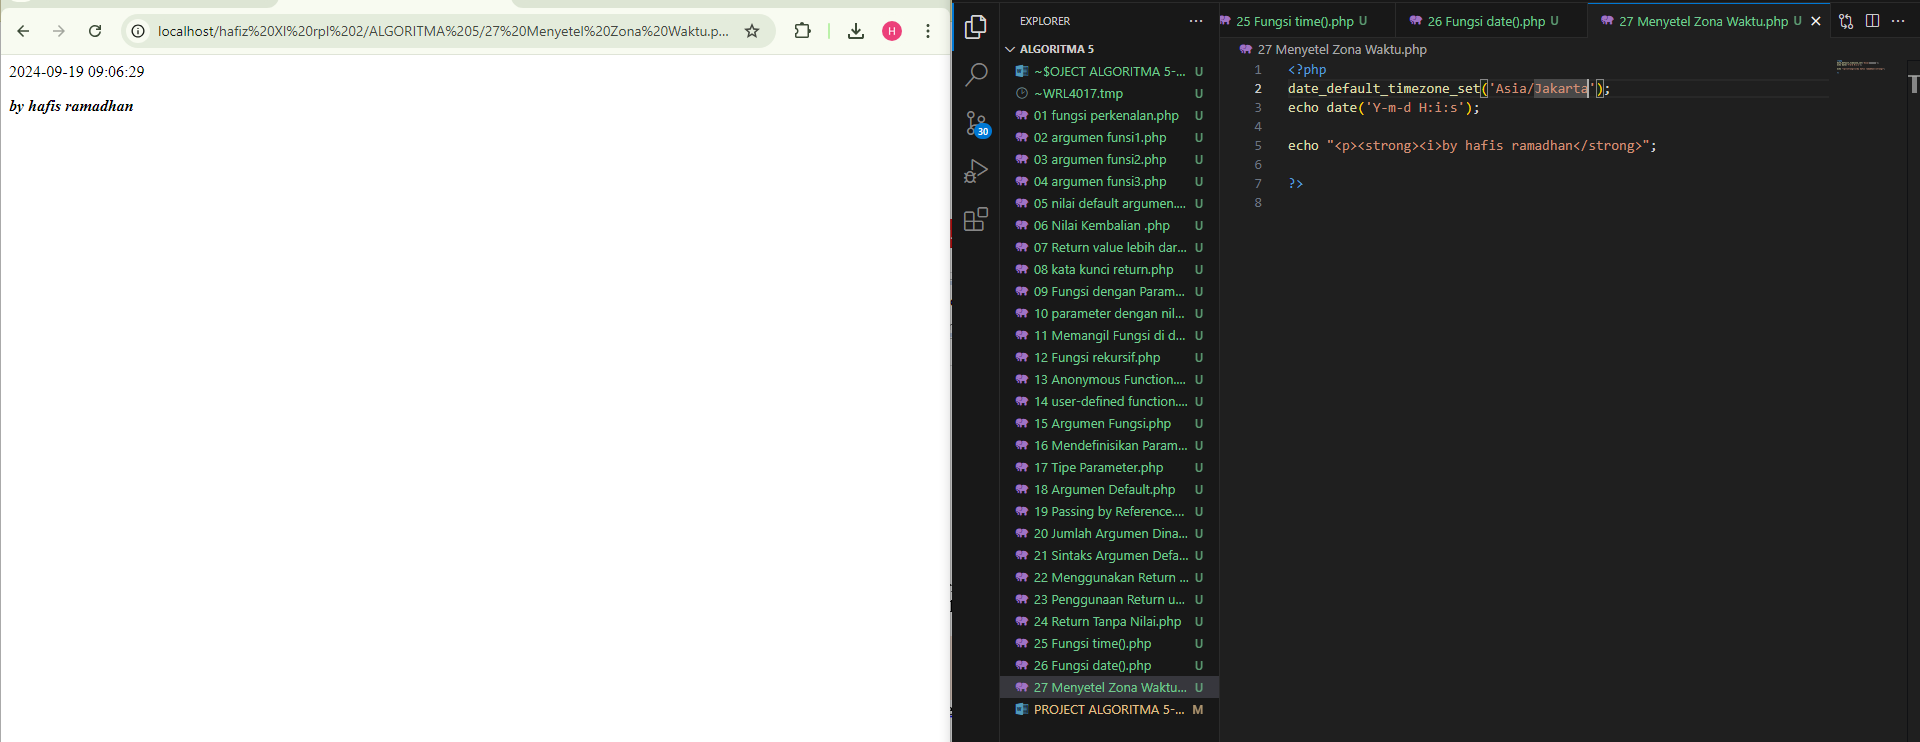 localhost/hafiz%20XI%20rpl%202/ALGORITMA%205/27%20Menyetel%20Zona%20Waktu.p...
H
2024-09-19 09:06:29
by hafis ramadhan
30
EXPLORER
ALGORITMA 5
~$OJECT ALGORITMA 5-... U
~WRL4017.tmp U
01 fungsi perkenalan.php U
02 argumen funsi1.php U
03 argumen funsi2.php U
04 argumen funsi3.php U
05 nilai default argumen.... U
06 Nilai Kembalian .php U
07 Return value lebih dar... U
08 kata kunci return.php U
09 Fungsi dengan Param... U
10 parameter dengan nil... U
11 Memangil Fungsi di d... U
12 Fungsi rekursif.php U
13 Anonymous Function.... U
14 user-defined function.... U
15 Argumen Fungsi.php U
16 Mendefinisikan Param... U
17 Tipe Parameter.php U
18 Argumen Default.php U
19 Passing by Reference.... U
20 Jumlah Argumen Dina... U
21 Sintaks Argumen Defa... U
22 Menggunakan Return ... U
23 Penggunaan Return u... U
24 Return Tanpa Nilai.php U
25 Fungsi time().php U
26 Fungsi date().php U
27 Menyetel Zona Waktu... U
PROJECT ALGORITMA 5-... M
25 Fungsi time().php U
26 Fungsi date().php U
27 Menyetel Zona Waktu.php U
27 Menyetel Zona Waktu.php
1 <?php
2 date_default_timezone_set('Asia/Jakarta');
3 echo date('Y-m-d H:i:s');
4
5 echo "<p><strong><i>by hafis ramadhan</strong>";
6
7 ?>
8